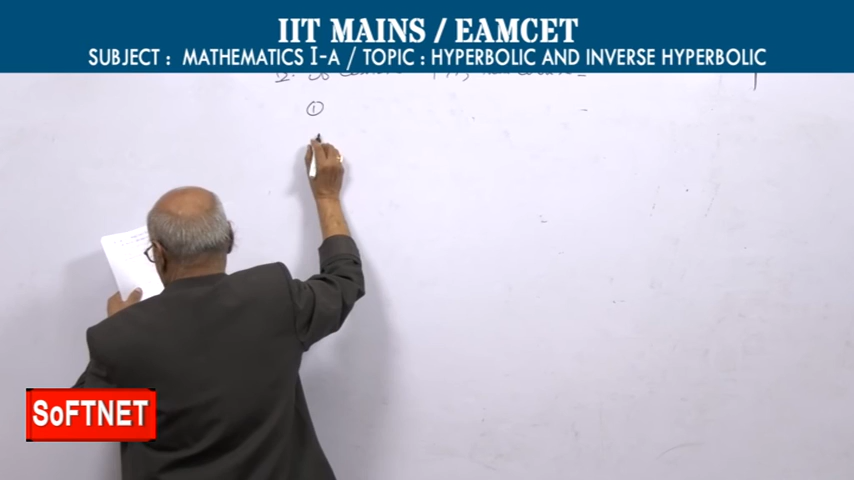 IIT MAINS / EAMCET
SUBJECT : MATHEMATICS I-A / TOPIC : HYPERBOLIC AND INVERSE HYPERBOLIC
①
SoFTNET